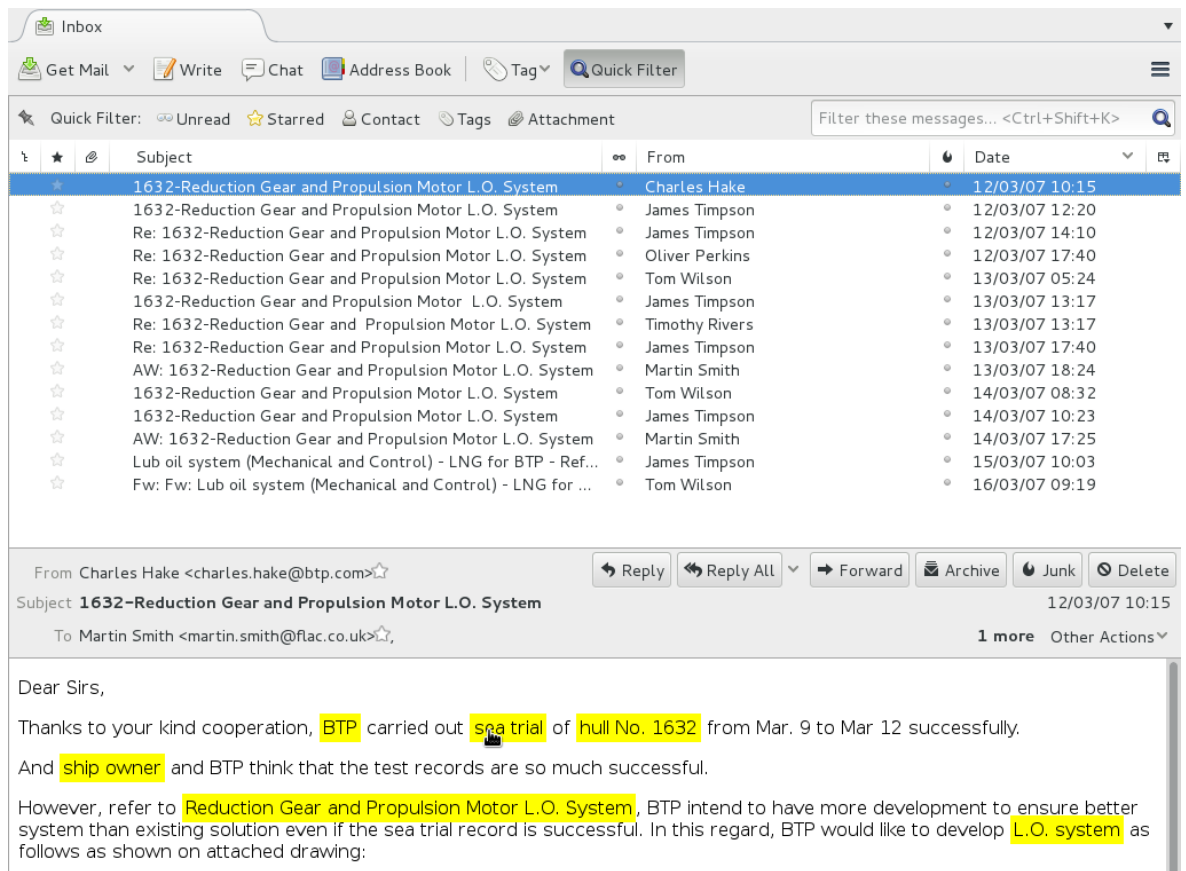 Inbox
Get Mail Write Chat Address Book Tag Quick Filter
Quick Filter: Unread Starred Contact Tags Attachment Filter these messages... <Ctrl+Shift+K>
Subject From Date
1632-Reduction Gear and Propulsion Motor L.O. System Charles Hake 12/03/07 10:15
1632-Reduction Gear and Propulsion Motor L.O. System James Timpson 12/03/07 12:20
Re: 1632-Reduction Gear and Propulsion Motor L.O. System James Timpson 12/03/07 14:10
Re: 1632-Reduction Gear and Propulsion Motor L.O. System Oliver Perkins 12/03/07 17:40
Re: 1632-Reduction Gear and Propulsion Motor L.O. System Tom Wilson 13/03/07 05:24
1632-Reduction Gear and Propulsion Motor  L.O. System James Timpson 13/03/07 13:17
Re: 1632-Reduction Gear and  Propulsion Motor L.O. System Timothy Rivers 13/03/07 13:17
Re: 1632-Reduction Gear and Propulsion Motor L.O. System James Timpson 13/03/07 17:40
AW: 1632-Reduction Gear and Propulsion Motor L.O. System Martin Smith 13/03/07 18:24
1632-Reduction Gear and Propulsion Motor L.O. System Tom Wilson 14/03/07 08:32
1632-Reduction Gear and Propulsion Motor L.O. System James Timpson 14/03/07 10:23
AW: 1632-Reduction Gear and Propulsion Motor L.O. System Martin Smith 14/03/07 17:25
Lub oil system (Mechanical and Control) - LNG for BTP - Ref... James Timpson 15/03/07 10:03
Fw: Fw: Lub oil system (Mechanical and Control) - LNG for ... Tom Wilson 16/03/07 09:19
From Charles Hake <charles.hake@btp.com> Reply Reply All Forward Archive Junk Delete
Subject 1632-Reduction Gear and Propulsion Motor L.O. System 12/03/07 10:15
To Martin Smith <martin.smith@flac.co.uk>, 1 more Other Actions
Dear Sirs,
Thanks to your kind cooperation, BTP carried out sea trial of hull No. 1632 from Mar. 9 to Mar 12 successfully.
And ship owner and BTP think that the test records are so much successful.
However, refer to Reduction Gear and Propulsion Motor L.O. System, BTP intend to have more development to ensure better
system than existing solution even if the sea trial record is successful. In this regard, BTP would like to develop L.O. system as
follows as shown on attached drawing: